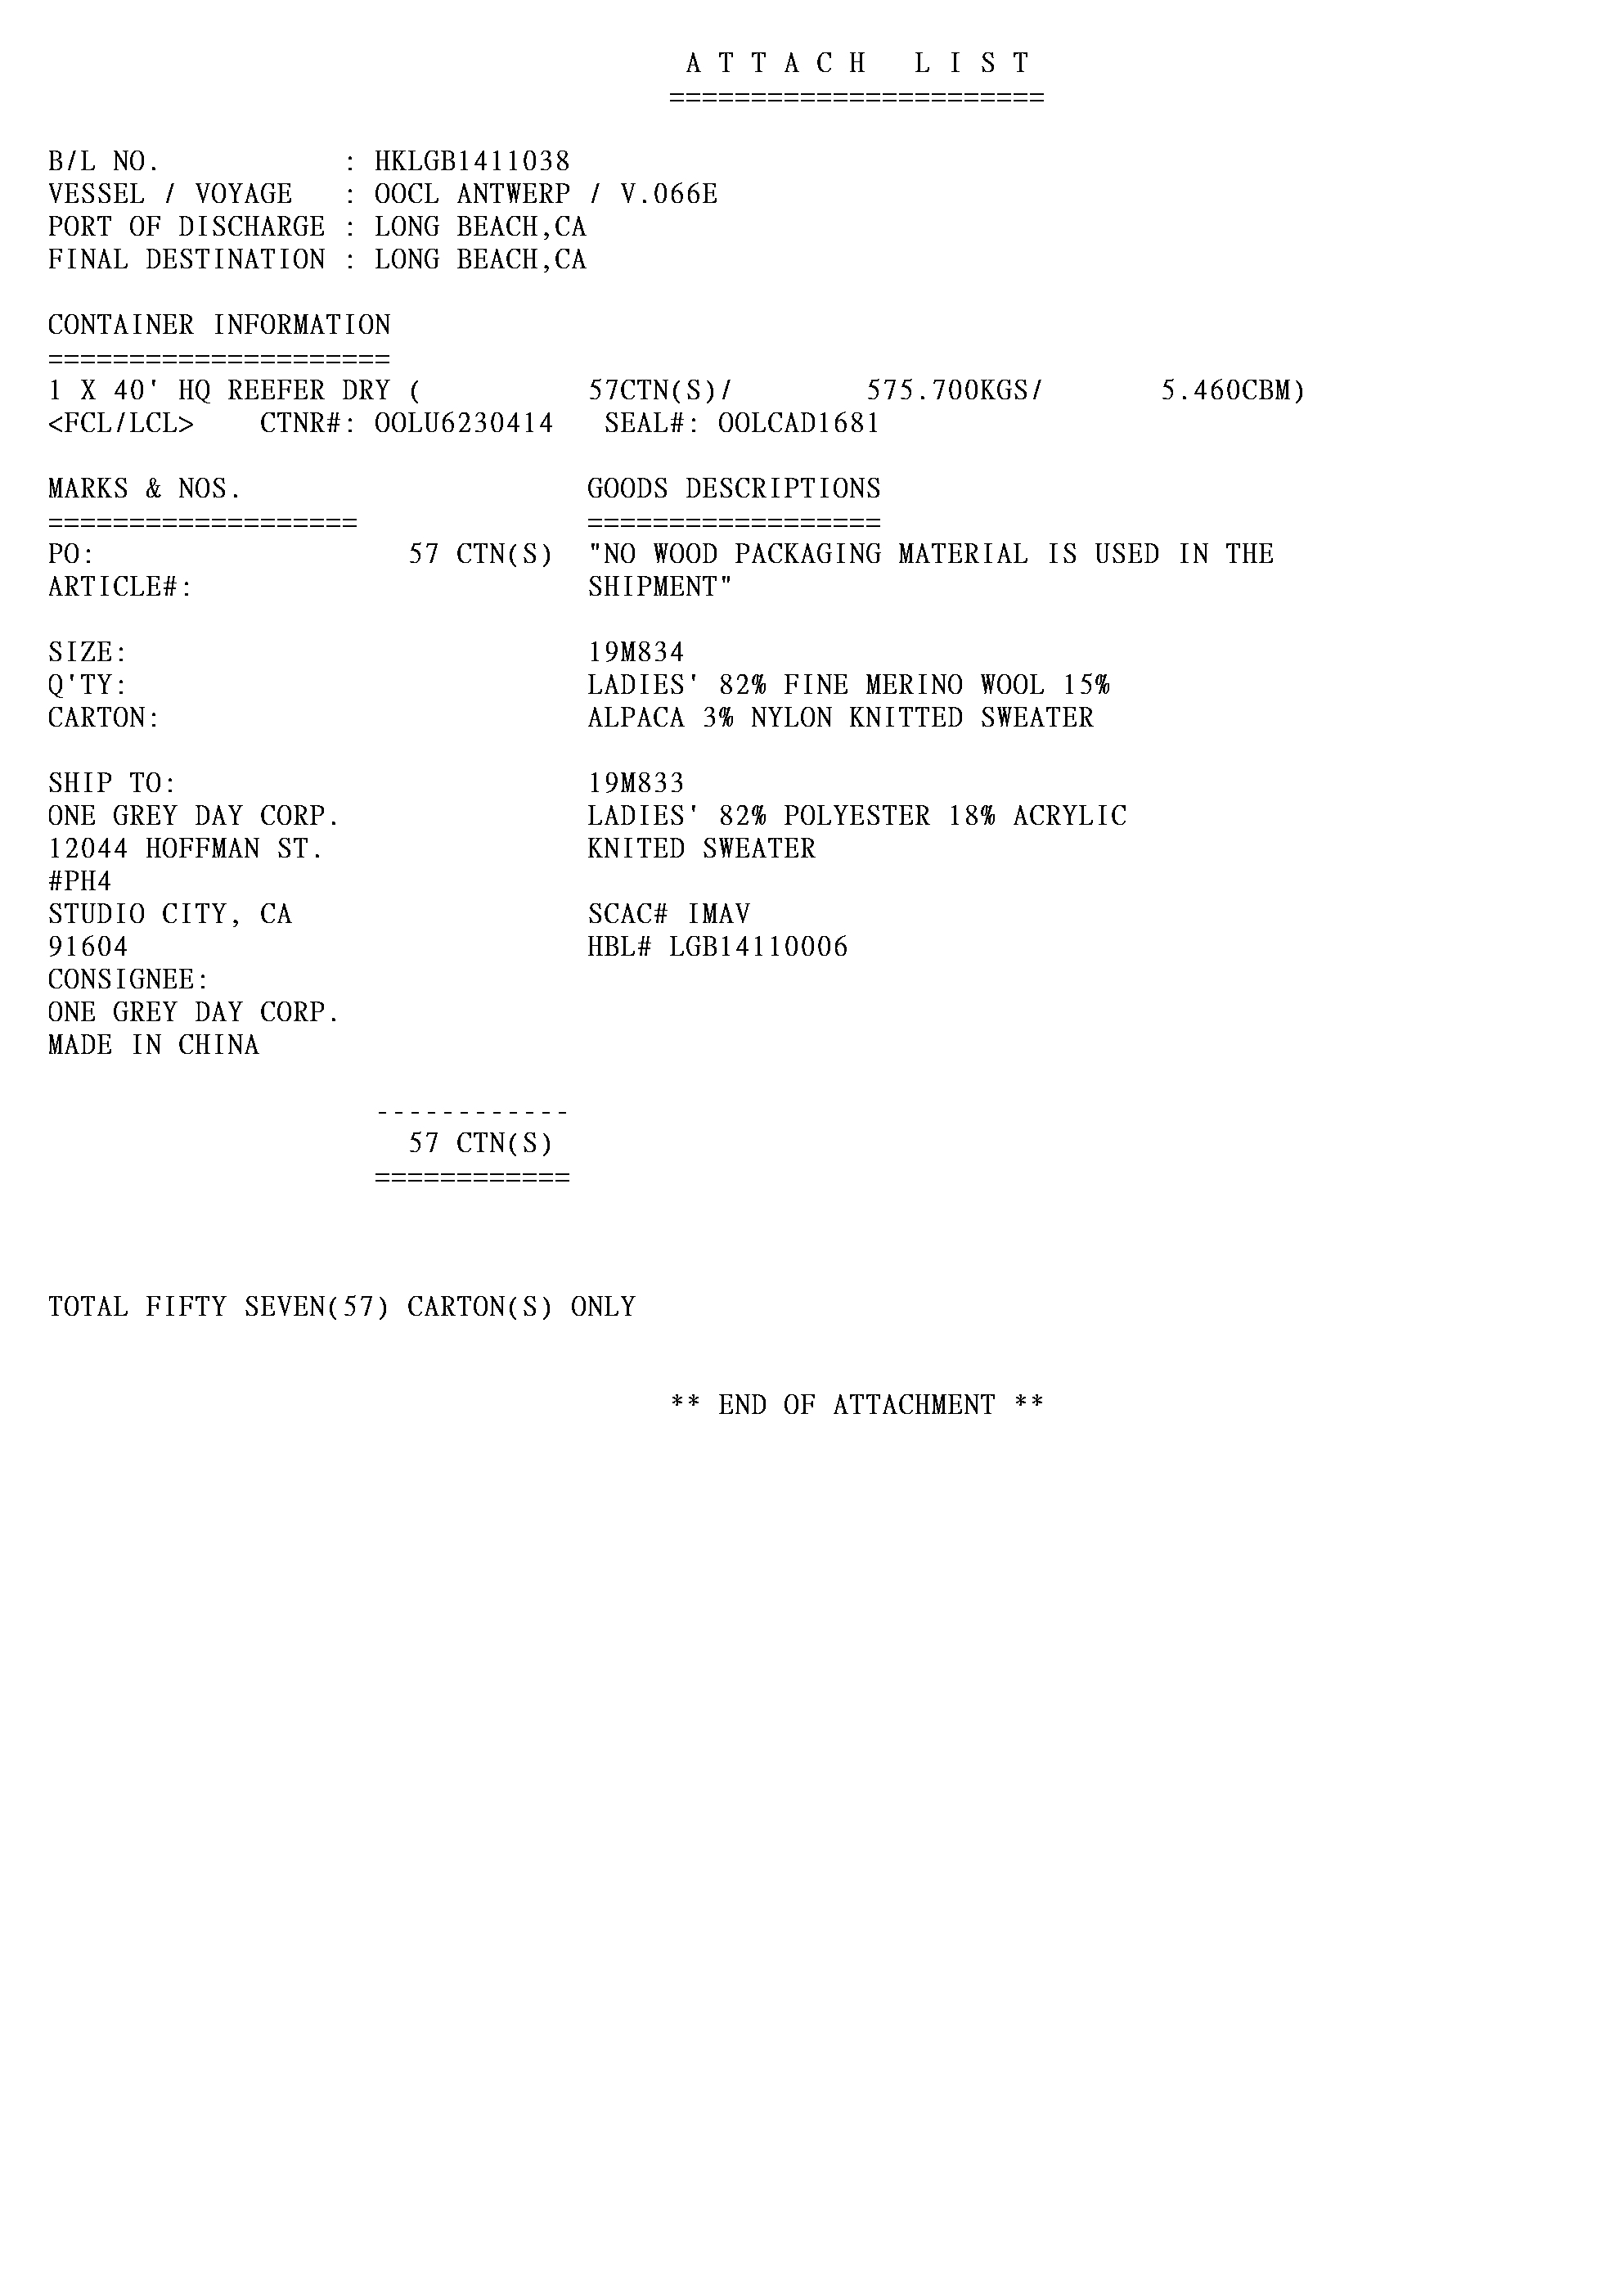 A T T A C H   L I S T
=======================
B/L NO.            : HKLGB1411038
VESSEL / VOYAGE    : OOCL ANTWERP / V.066E
PORT OF DISCHARGE : LONG BEACH,CA
FINAL DESTINATION : LONG BEACH,CA
CONTAINER INFORMATION
=====================
1 X 40' HQ REEFER DRY (          57CTN(S)/        575.700KGS/       5.460CBM)
<FCL/LCL>    CTNR#: OOLU6230414   SEAL#: OOLCAD1681
MARKS & NOS.                     GOODS DESCRIPTIONS
===================              ==================
PO:                   57 CTN(S)  "NO WOOD PACKAGING MATERIAL IS USED IN THE
ARTICLE#:                        SHIPMENT"
SIZE:                            19M834
Q'TY:                            LADIES' 82% FINE MERINO WOOL 15%
CARTON:                          ALPACA 3% NYLON KNITTED SWEATER
SHIP TO:                         19M833
ONE GREY DAY CORP.               LADIES' 82% POLYESTER 18% ACRYLIC
12044 HOFFMAN ST.                KNITED SWEATER
#PH4
STUDIO CITY, CA                  SCAC# IMAV
91604                            HBL# LGB14110006
CONSIGNEE:
ONE GREY DAY CORP.
MADE IN CHINA
------------
57 CTN(S)
============
TOTAL FIFTY SEVEN(57) CARTON(S) ONLY
** END OF ATTACHMENT **